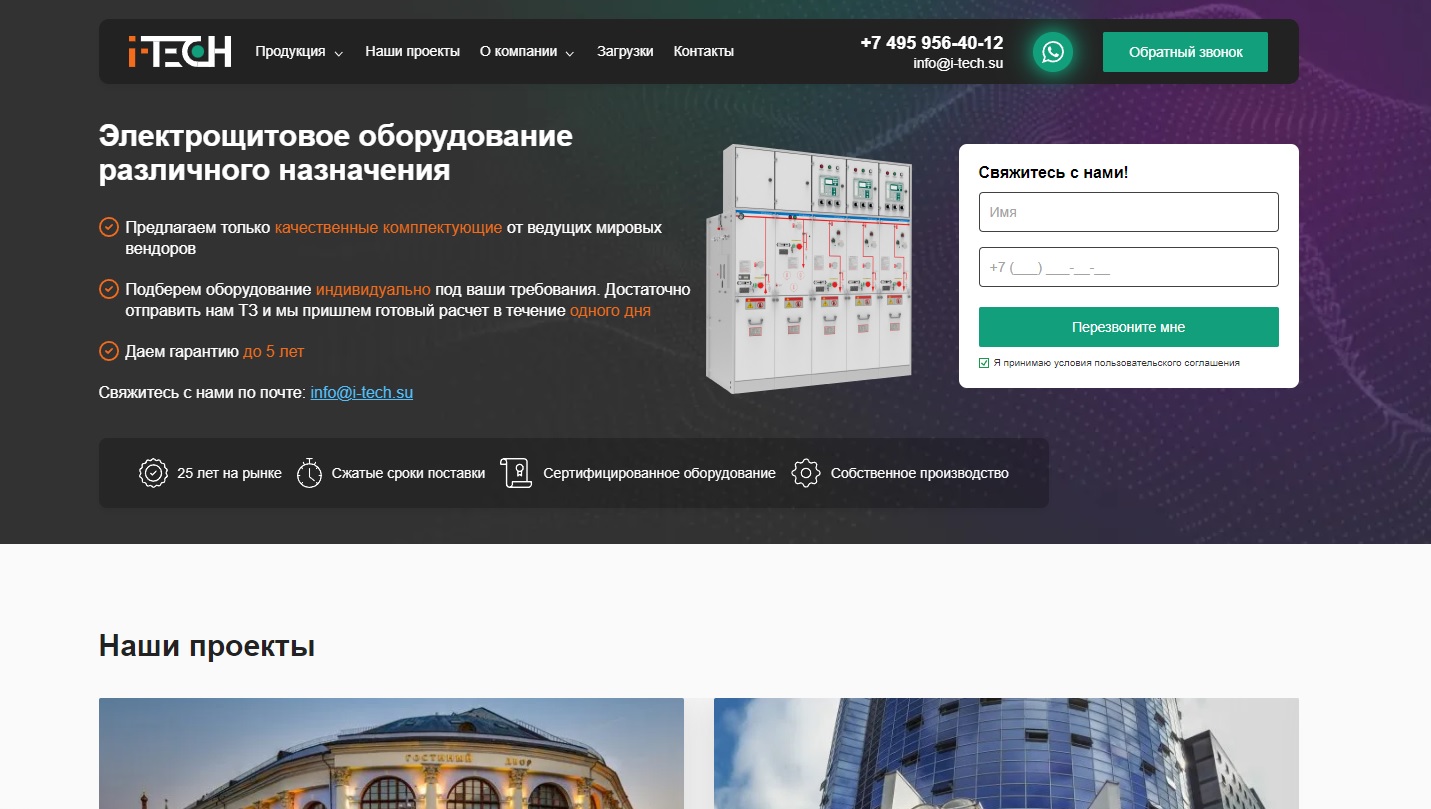 i-TECH
Продукция
Наши проекты
О компании
Загрузки
Контакты
+7 495 956-40-12
info@i-tech.su
Обратный звонок
Электрощитовое оборудование
различного назначения
Предлагаем только качественные комплектующие от ведущих мировых
вендоров
Подберем оборудование индивидуально под ваши требования. Достаточно
отправить нам ТЗ и мы пришлем готовый расчет в течение одного дня
Даем гарантию до 5 лет
Свяжитесь с нами по почте: info@i-tech.su
Свяжитесь с нами!
Имя
+7 (___) ___-__-__
Перезвоните мне
Я принимаю условия пользовательского соглашения
25 лет на рынке
Сжатые сроки поставки
Сертифицированное оборудование
Собственное производство
Наши проекты
ГОСТИНЫЙ ДВОР